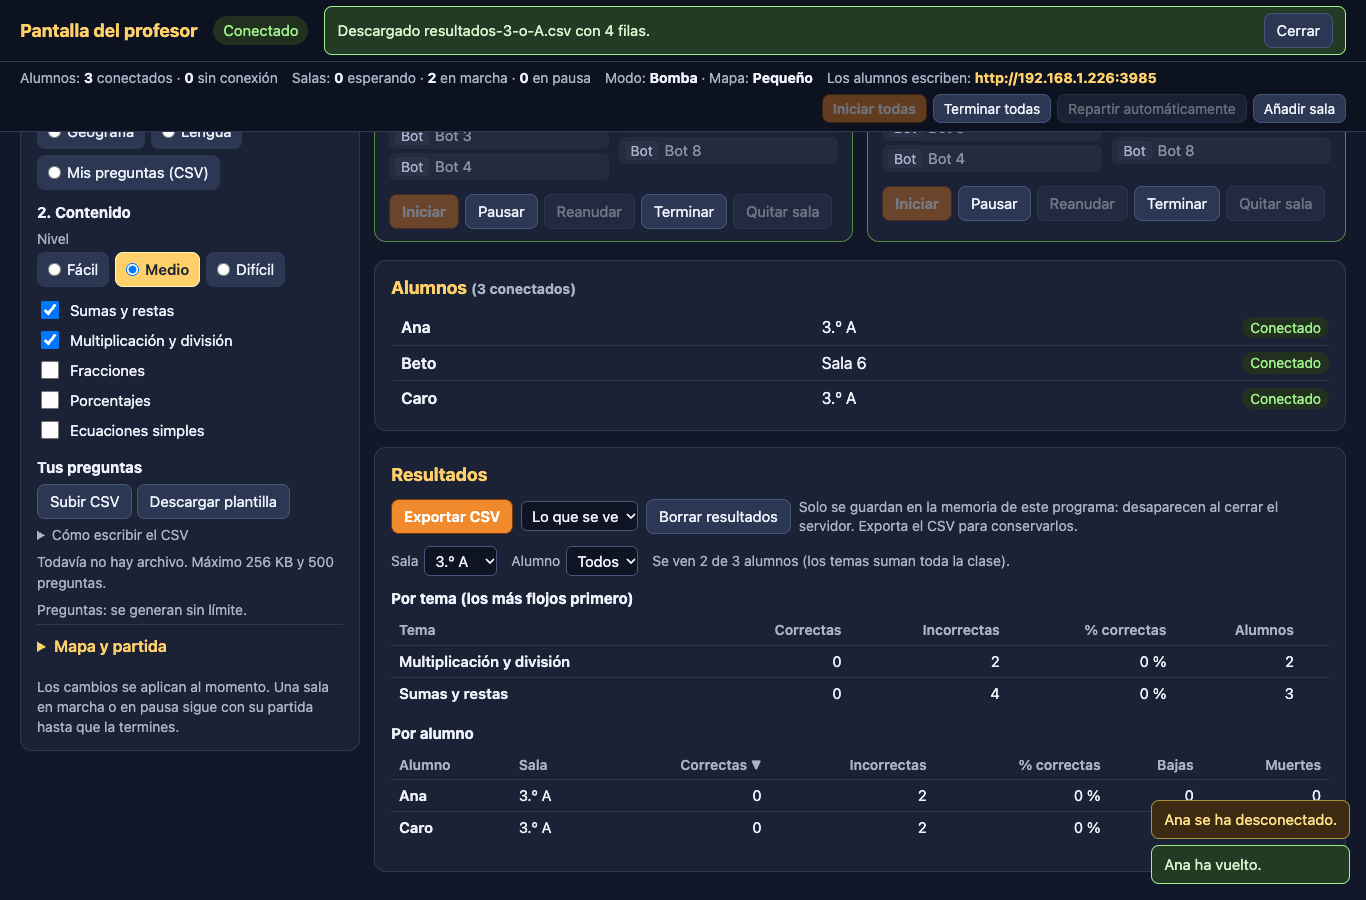 Pantalla del profesor
Conectado
Descargado resultados-3-o-A.csv con 4 filas.
Cerrar
Alumnos: 3 conectados · 0 sin conexión Salas: 0 esperando · 2 en marcha · 0 en pausa Modo: Bomba · Mapa: Pequeño Los alumnos escriben: http://192.168.1.226:3985
Iniciar todas Terminar todas Repartir automáticamente Añadir sala
Geografía Lengua
Mis preguntas (CSV)
2. Contenido
Nivel
Fácil Medio Difícil
Sumas y restas
Multiplicación y división
Fracciones
Porcentajes
Ecuaciones simples
Tus preguntas
Subir CSV Descargar plantilla
Cómo escribir el CSV
Todavía no hay archivo. Máximo 256 KB y 500
preguntas.
Preguntas: se generan sin límite.
Mapa y partida
Los cambios se aplican al momento. Una sala
en marcha o en pausa sigue con su partida
hasta que la termines.
Bot Bot 3
Bot Bot 8
Bot Bot 4
Iniciar Pausar Reanudar Terminar Quitar sala
Bot Bot 8
Bot Bot 4
Iniciar Pausar Reanudar Terminar Quitar sala
Alumnos (3 conectados)
Ana 3.º A Conectado
Beto Sala 6 Conectado
Caro 3.º A Conectado
Resultados
Exportar CSV Lo que se ve Borrar resultados
Solo se guardan en la memoria de este programa: desaparecen al cerrar el
servidor. Exporta el CSV para conservarlos.
Sala 3.º A Alumno Todos Se ven 2 de 3 alumnos (los temas suman toda la clase).
Por tema (los más flojos primero)
Tema Correctas Incorrectas % correctas Alumnos
Multiplicación y división 0 2 0 % 2
Sumas y restas 0 4 0 % 3
Por alumno
Alumno Sala Correctas ▼ Incorrectas % correctas Bajas Muertes
Ana 3.º A 0 2 0 % 0 0
Caro 3.º A 0 2 0 %
Ana se ha desconectado.
Ana ha vuelto.